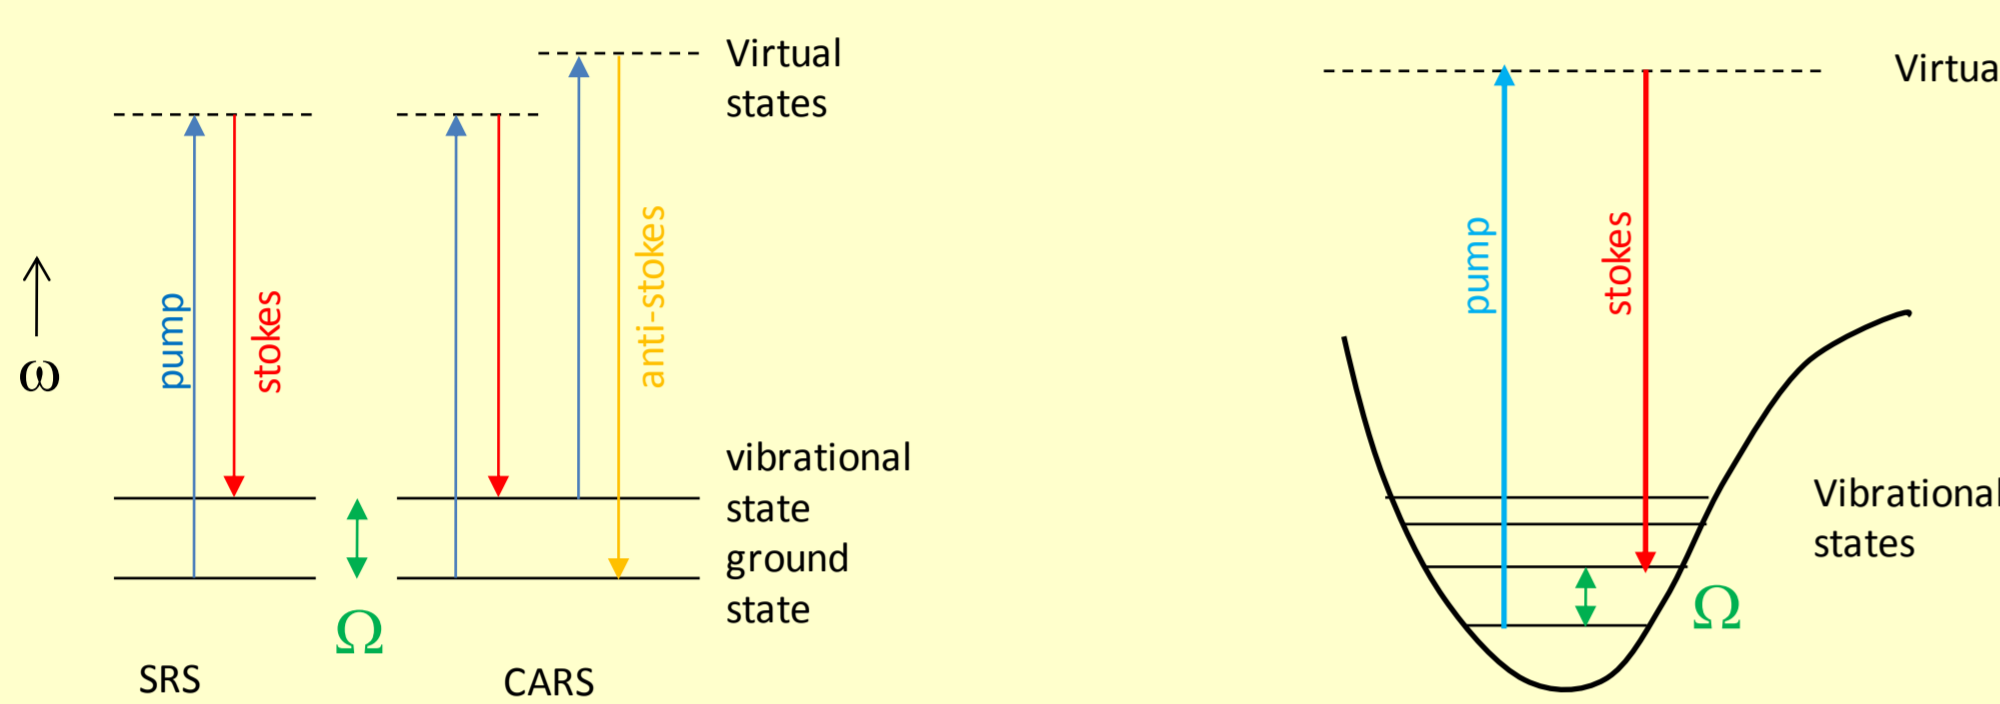 Virtual
states
pump
stokes
anti-stokes
ω
vibrational
state
ground
state
Ω
SRS
CARS
Virtua
pump
stokes
Vibrational
states
Ω